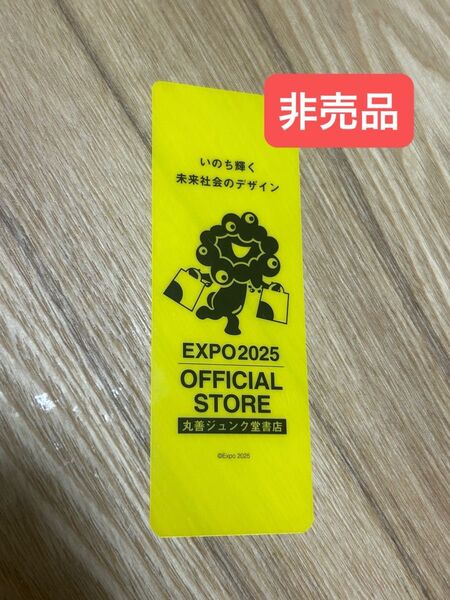 非売品
いのち輝く
未来社会のデザイン
EXPO2025
OFFICIAL
STORE
丸善ジュンク堂書店
©Expo 2025